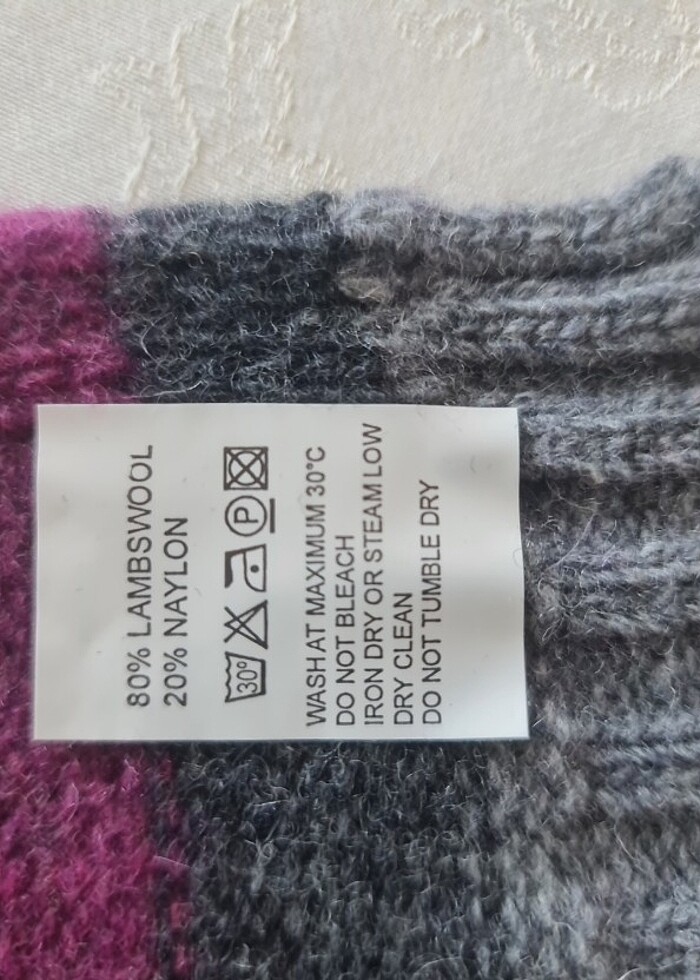 80% LAMBSWOOL
20% NAYLON
30° P
WASH AT MAXIMUM 30°C
DO NOT BLEACH
IRON DRY OR STEAM LOW
DRY CLEAN
DO NOT TUMBLE DRY